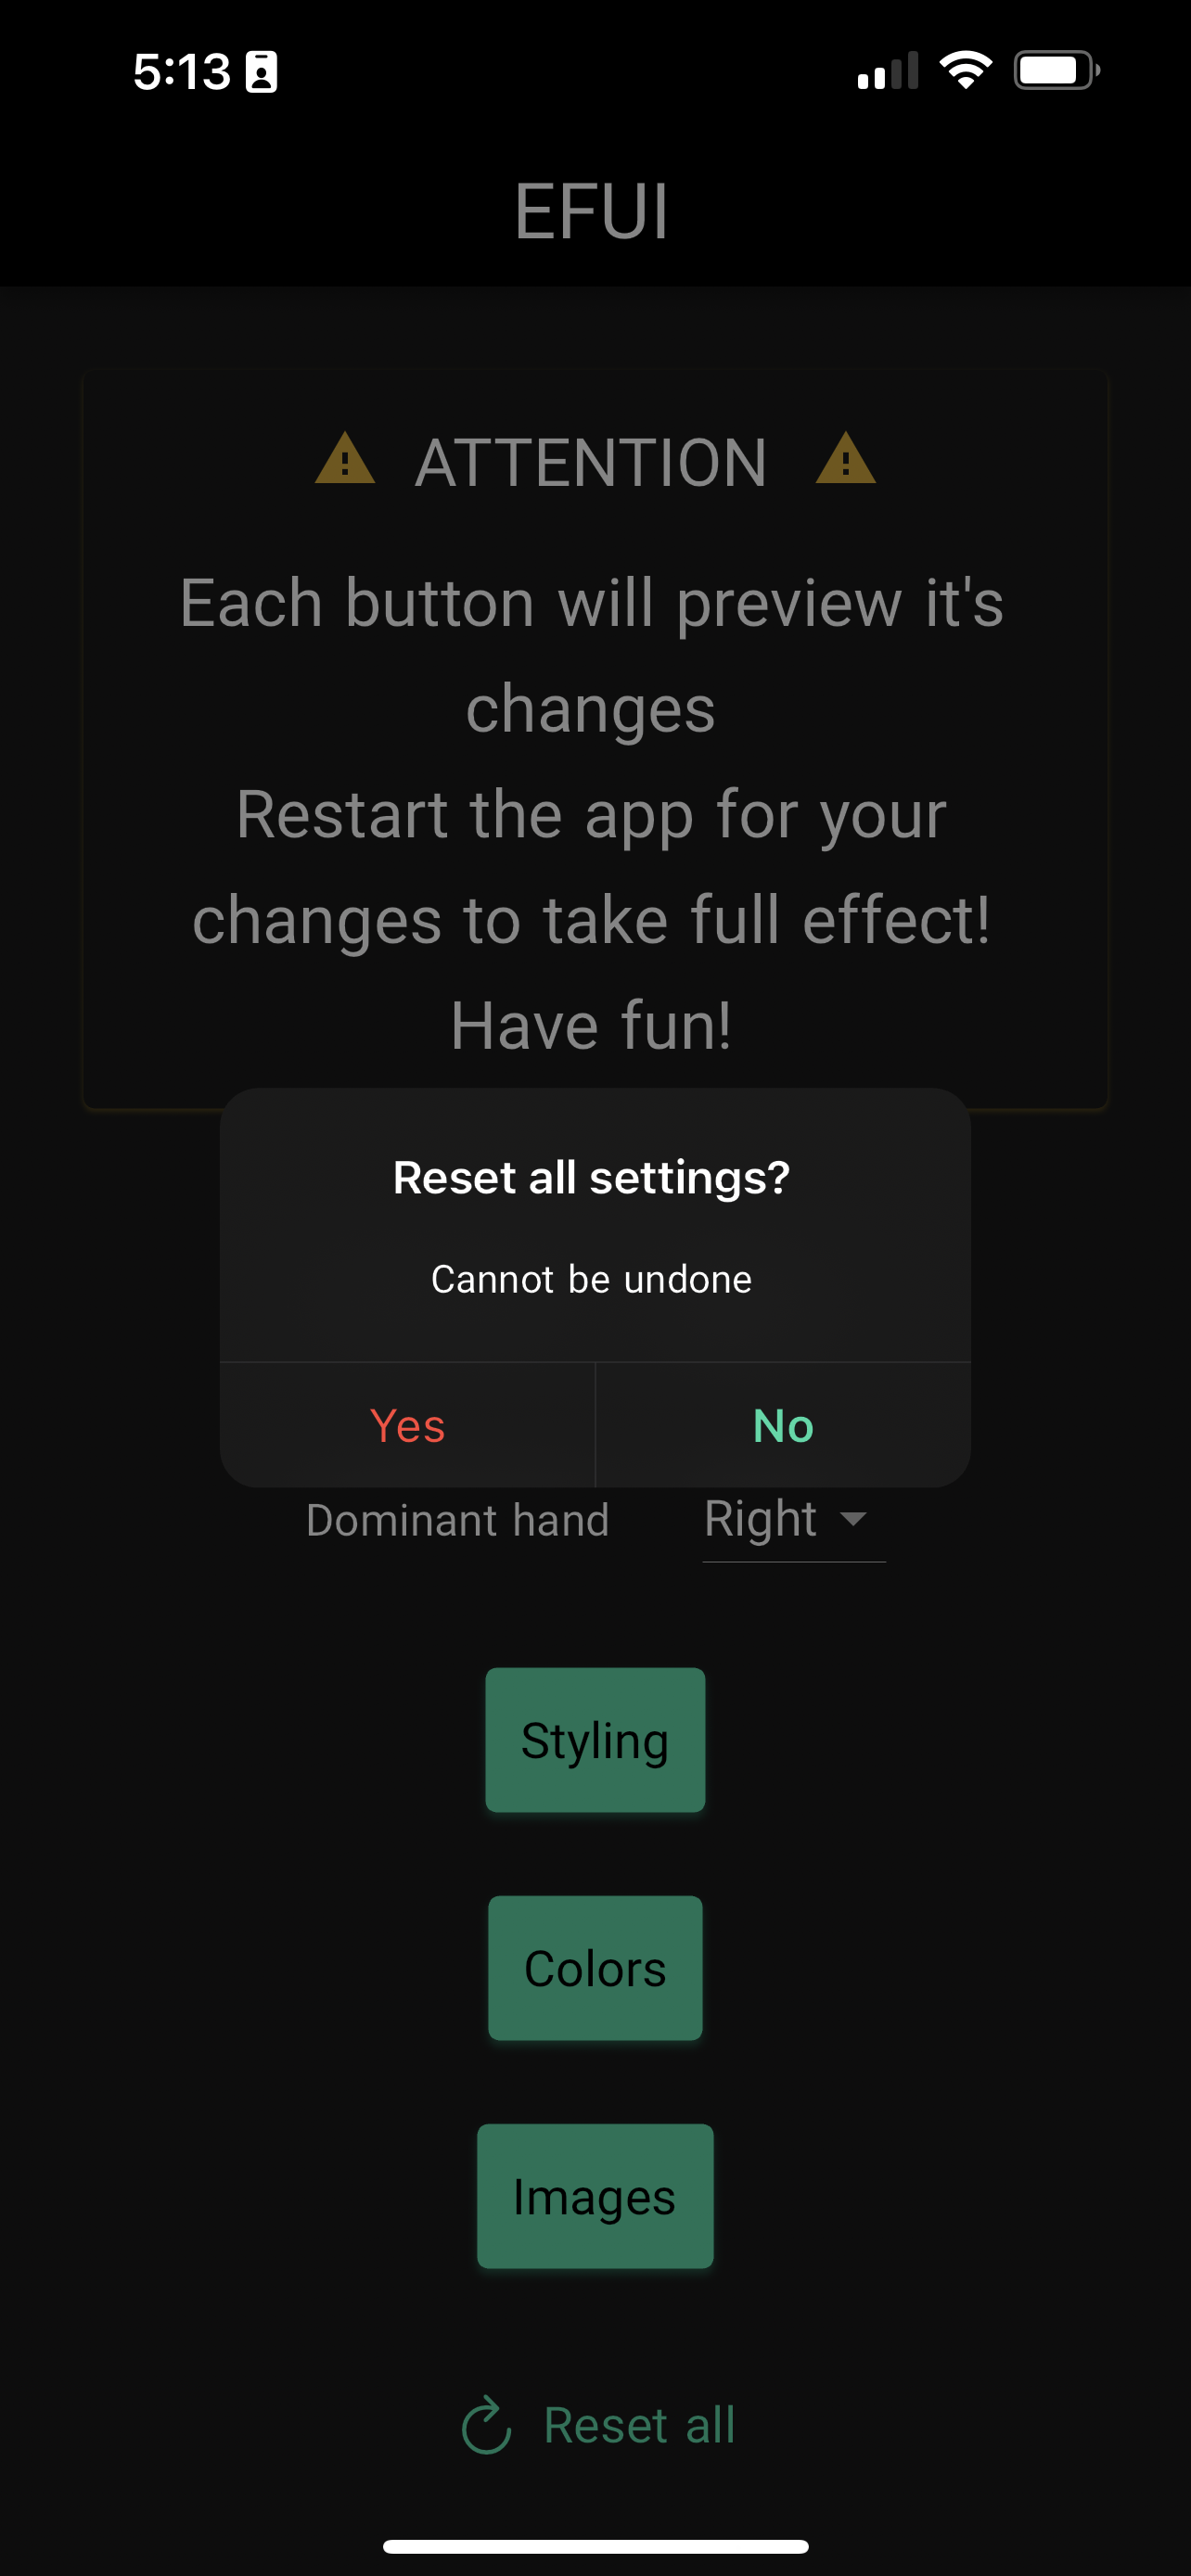 5:13
EFUI
ATTENTION
Each button will preview it's
changes
Restart the app for your
changes to take full effect!
Have fun!
Reset all settings?
Cannot be undone
Yes No
Dominant hand Right
Styling
Colors
Images
Reset all